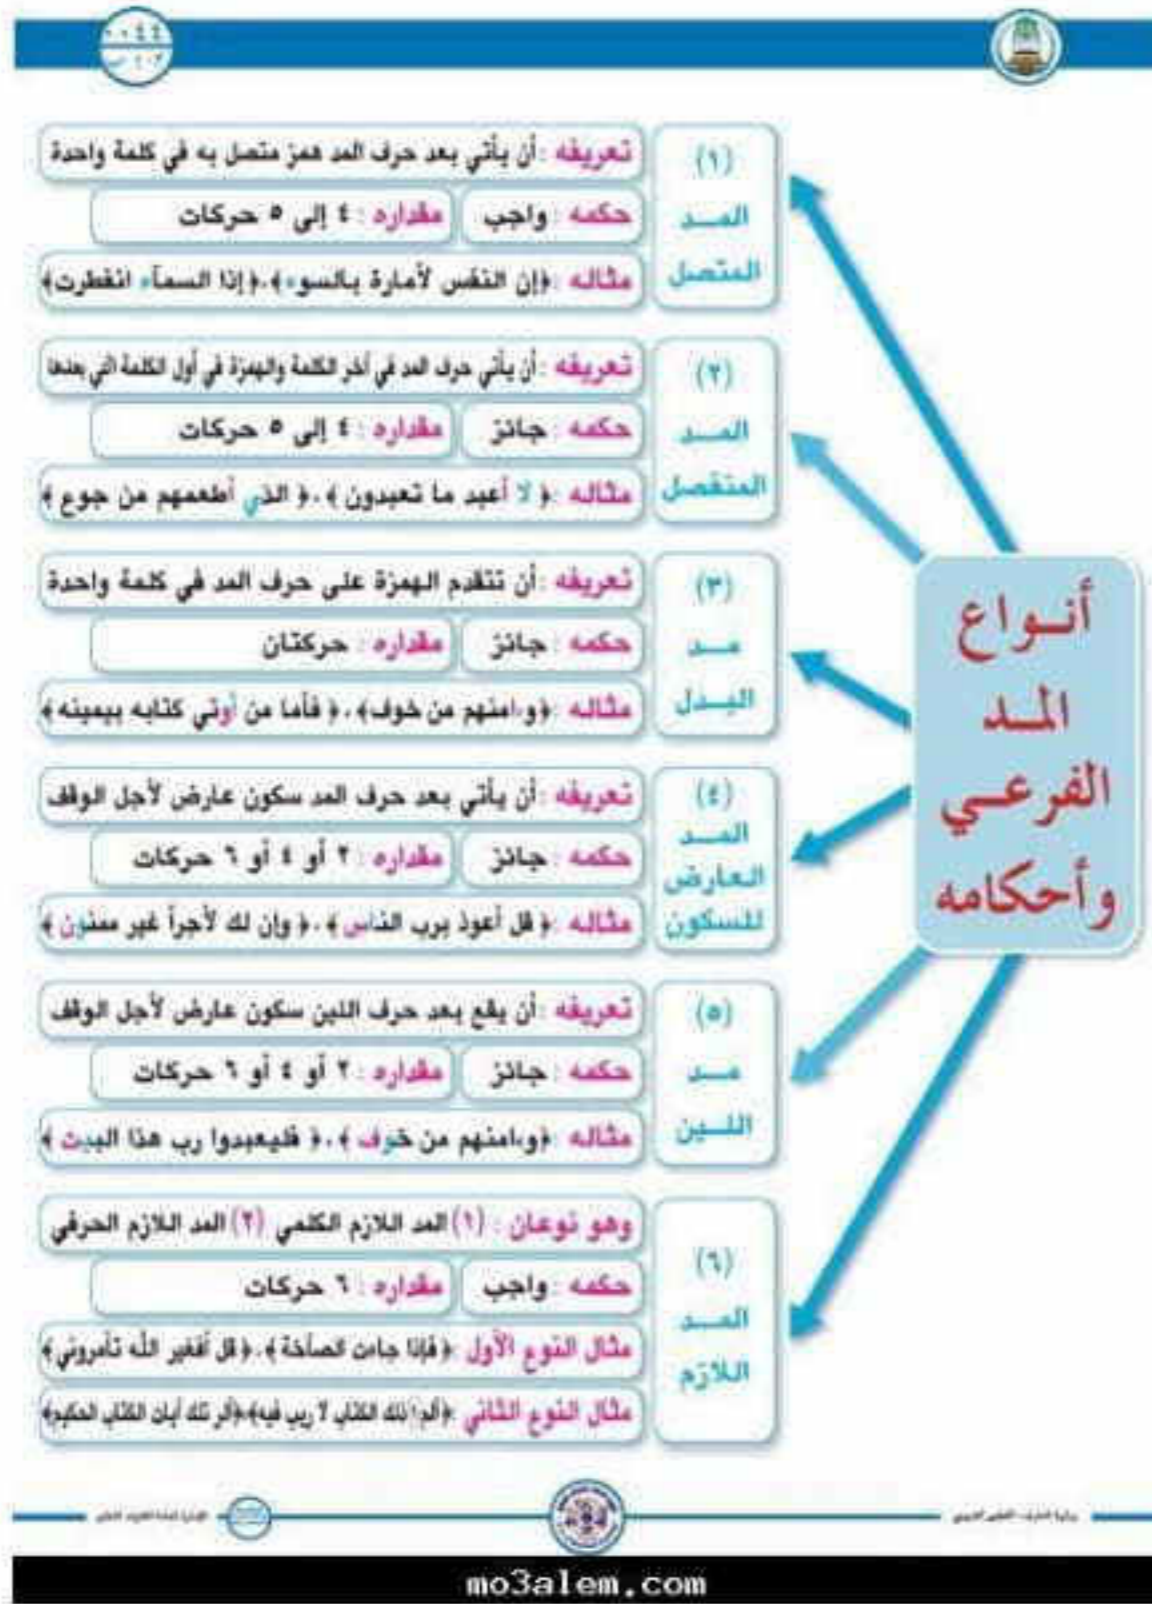 أنواع
المد
الفرعي
وأحكامه
(١)
المد
المتصل
تعريفه : أن يأتي بعد حرف المد همز متصل به في كلمة واحدة
حكمه : واجب
مقداره : ٤ إلى ٥ حركات
مثاله : ﴿إن النفس لأمارة بالسوء﴾، ﴿إذا السمآء انفطرت﴾
(٢)
المد
المنفصل
تعريفه : أن يأتي حرف المد في آخر الكلمة والهمزة في أول الكلمة التي بعدها
حكمه : جائز
مقداره : ٤ إلى ٥ حركات
مثاله : ﴿ لا أعبد ما تعبدون ﴾، ﴿ الذي أطعمهم من جوع ﴾
(٣)
مد
البدل
تعريفه : أن تتقدم الهمزة على حرف المد في كلمة واحدة
حكمه : جائز
مقداره : حركتان
مثاله : ﴿وءامنهم من خوف﴾، ﴿ فأما من أوتي كتابه بيمينه ﴾
(٤)
المد
العارض
للسكون
تعريفه : أن يأتي بعد حرف المد سكون عارض لأجل الوقف
حكمه : جائز
مقداره : ٢ أو ٤ أو ٦ حركات
مثاله : ﴿ قل أعوذ برب الناس ﴾، ﴿ وإن لك لأجراً غير ممنون ﴾
(٥)
مد
اللين
تعريفه : أن يقع بعد حرف اللين سكون عارض لأجل الوقف
حكمه : جائز
مقداره : ٢ أو ٤ أو ٦ حركات
مثاله : ﴿وءامنهم من خوف ﴾، ﴿ فليعبدوا رب هذا البيت ﴾
(٦)
المد
اللازم
وهو نوعان : (١) المد اللازم الكلمي (٢) المد اللازم الحرفي
حكمه : واجب
مقداره : ٦ حركات
مثال النوع الأول : ﴿ فإذا جاءت الصاخة ﴾، ﴿ قل أفغير الله تأمروني ﴾
مثال النوع الثاني : ﴿ألم ذلك الكتاب لا ريب فيه﴾، ﴿ألر تلك آيات الكتاب الحكيم﴾
mo3alem.com